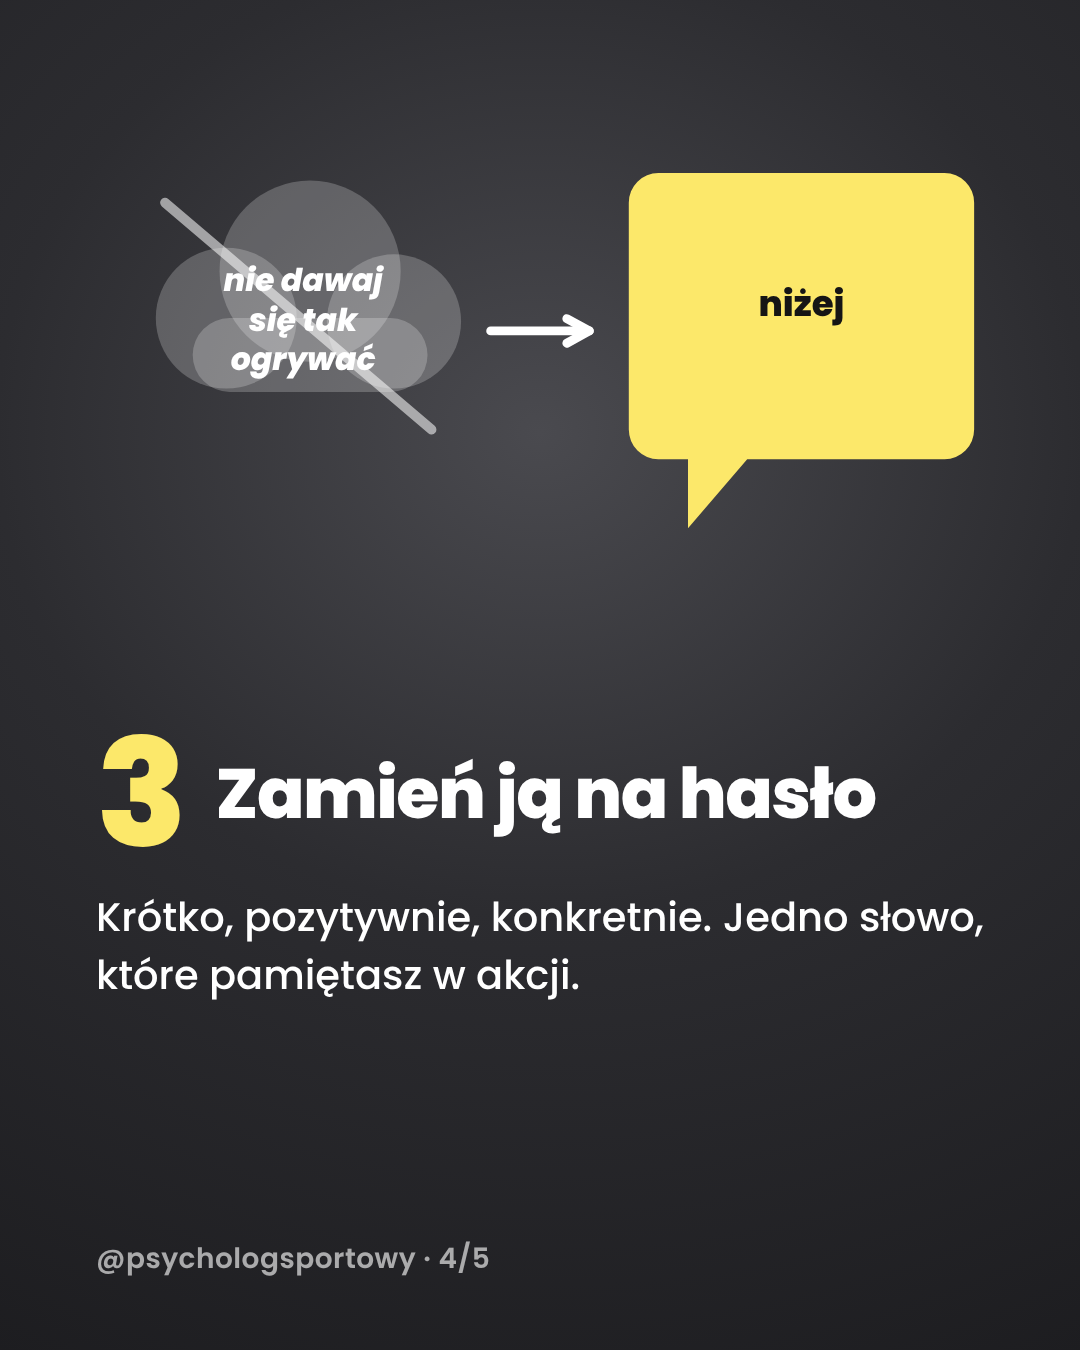 nie dawaj
się tak
ogrywać
niżej
3 Zamień ją na hasło
Krótko, pozytywnie, konkretnie. Jedno słowo,
które pamiętasz w akcji.
@psychologsportowy · 4/5